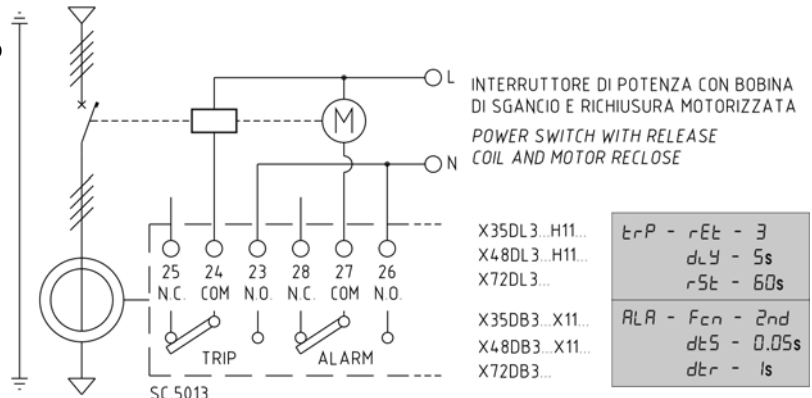 L
INTERRUTTORE DI POTENZA CON BOBINA
DI SGANCIO E RICHIUSURA MOTORIZZATA
POWER SWITCH WITH RELEASE
COIL AND MOTOR RECLOSE
M
N
25 24 23 28 27 26
N.C. COM N.O. N.C. COM N.O.
TRIP ALARM
SC 5013
X35DL3...H11...
X48DL3...H11...
X72DL3...
trP - rEt - 3
dLY - 5s
rSt - 60s
X35DB3...X11...
X48DB3...X11...
X72DB3...
ALA - Fcn - 2nd
dtS - 0.05s
dtr - 1s